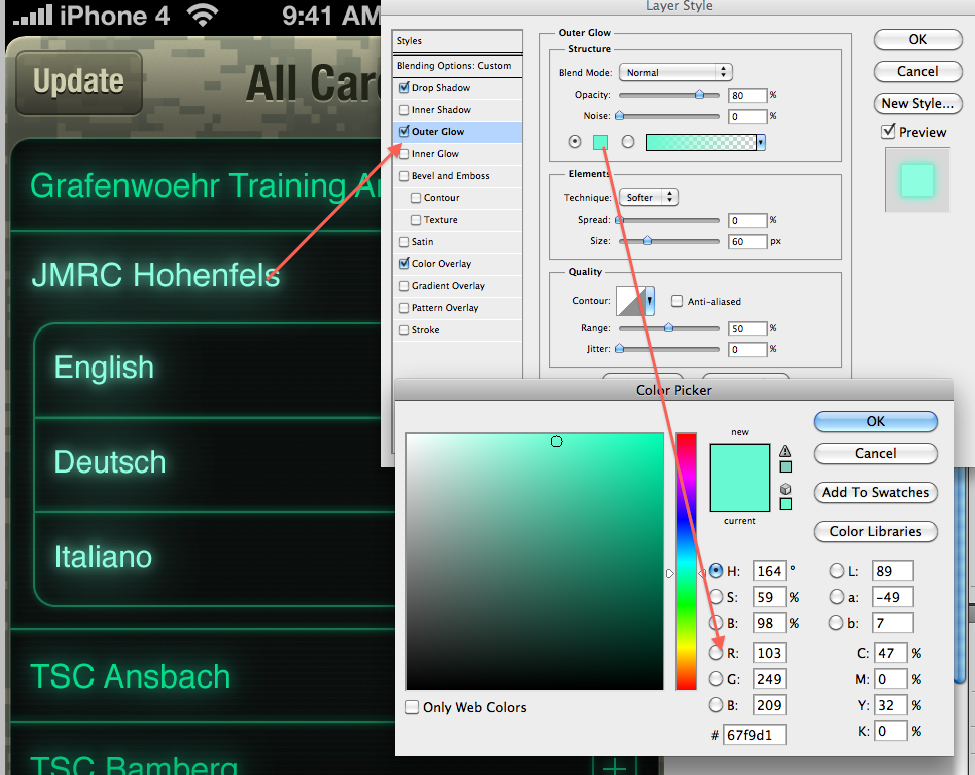 iPhone 4 9:41 AM
Update
All Car
Grafenwoehr Training A
JMRC Hohenfels
English
Deutsch
Italiano
TSC Ansbach
TSC Bamberg
Layer Style
Styles
Blending Options: Custom
Drop Shadow
Inner Shadow
Outer Glow
Inner Glow
Bevel and Emboss
Contour
Texture
Satin
Color Overlay
Gradient Overlay
Pattern Overlay
Stroke
Outer Glow
Structure
Blend Mode: Normal
Opacity: 80 %
Noise: 0 %
Elements
Technique: Softer
Spread: 0 %
Size: 60 px
Quality
Contour: Anti-aliased
Range: 50 %
Jitter: 0 %
OK
Cancel
New Style...
Preview
Color Picker
new
current
OK
Cancel
Add To Swatches
Color Libraries
H: 164 ° L: 89
S: 59 % a: -49
B: 98 % b: 7
R: 103 C: 47 %
G: 249 M: 0 %
B: 209 Y: 32 %
# 67f9d1 K: 0 %
Only Web Colors